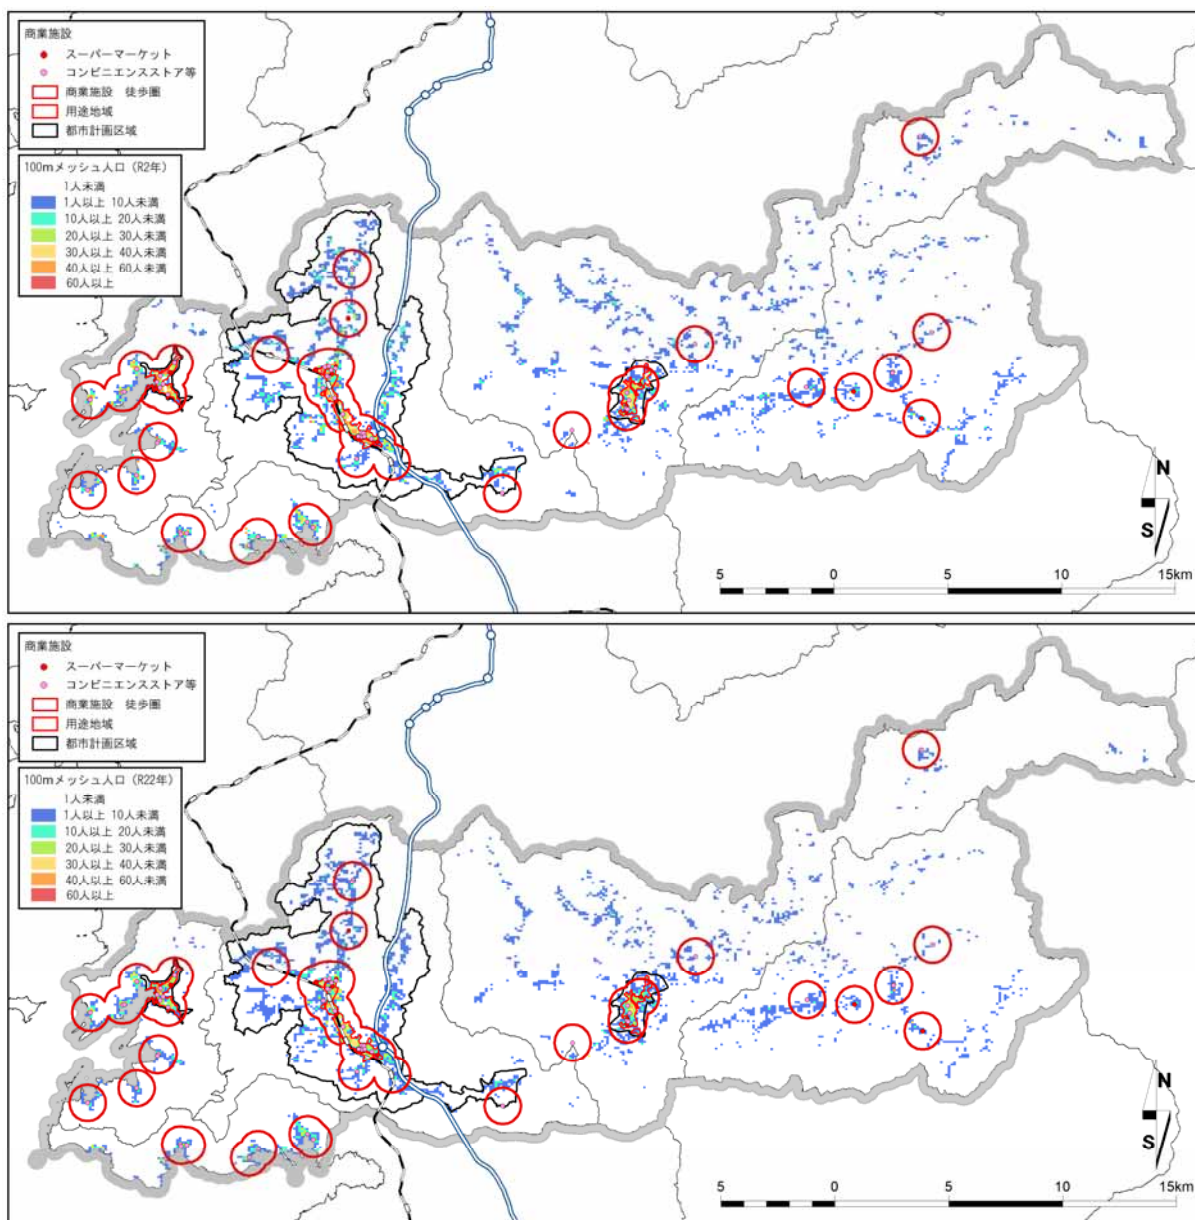 商業施設
スーパーマーケット
コンビニエンスストア等
商業施設 徒歩圏
用途地域
都市計画区域
100mメッシュ人口（R2年）
1人未満
1人以上 10人未満
10人以上 20人未満
20人以上 30人未満
30人以上 40人未満
40人以上 60人未満
60人以上
N
S
5 0 5 10 15km
商業施設
スーパーマーケット
コンビニエンスストア等
商業施設 徒歩圏
用途地域
都市計画区域
100mメッシュ人口（R22年）
1人未満
1人以上 10人未満
10人以上 20人未満
20人以上 30人未満
30人以上 40人未満
40人以上 60人未満
60人以上
N
S
5 0 5 10 15km